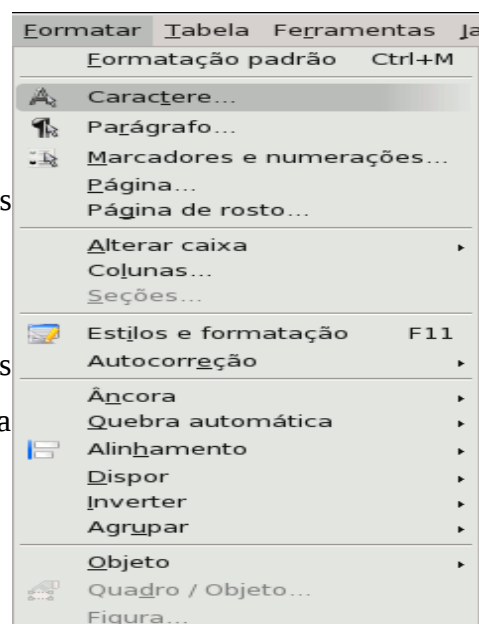 Formatar Tabela Ferramentas Ja
Formatação padrão Ctrl+M
Caractere...
Parágrafo...
Marcadores e numerações...
Página...
s
Página de rosto...
Alterar caixa
Colunas...
Seções...
Estilos e formatação F11
s Autocorreção
Âncora
a Quebra automática
Alinhamento
Dispor
Inverter
Agrupar
Objeto
Quadro / Objeto...
Figura...